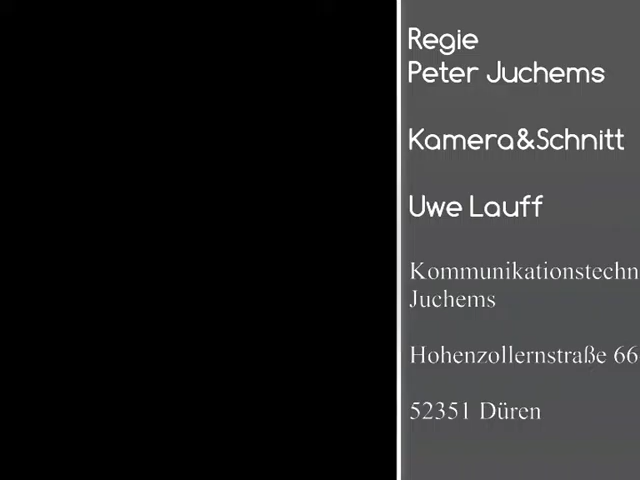 Regie
Peter Juchems
Kamera&Schnitt
Uwe Lauff
Kommunikationstechn
Juchems
Hohenzollernstraße 66
52351 Düren